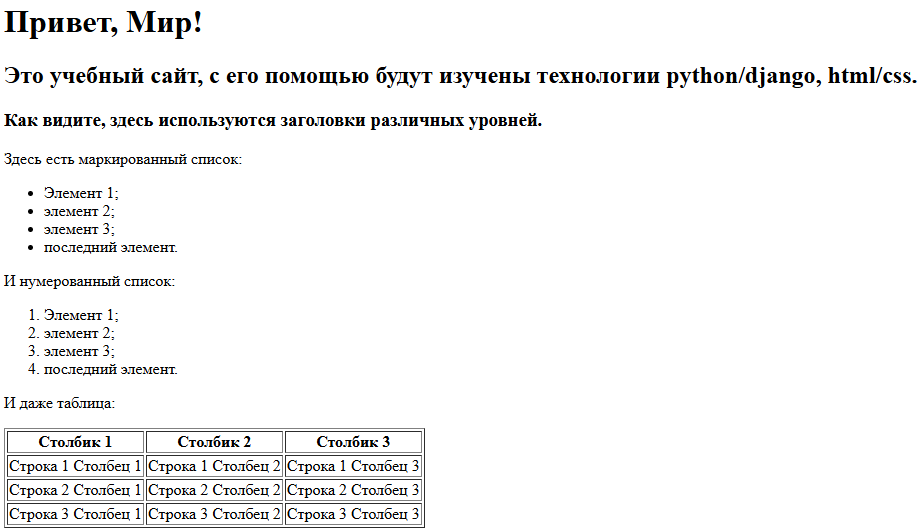 Привет, Мир!
Это учебный сайт, с его помощью будут изучены технологии python/django, html/css.
Как видите, здесь используются заголовки различных уровней.
Здесь есть маркированный список:
• Элемент 1;
• элемент 2;
• элемент 3;
• последний элемент.
И нумерованный список:
1. Элемент 1;
2. элемент 2;
3. элемент 3;
4. последний элемент.
И даже таблица:
Столбик 1 Столбик 2 Столбик 3
Строка 1 Столбец 1 Строка 1 Столбец 2 Строка 1 Столбец 3
Строка 2 Столбец 1 Строка 2 Столбец 2 Строка 2 Столбец 3
Строка 3 Столбец 1 Строка 3 Столбец 2 Строка 3 Столбец 3